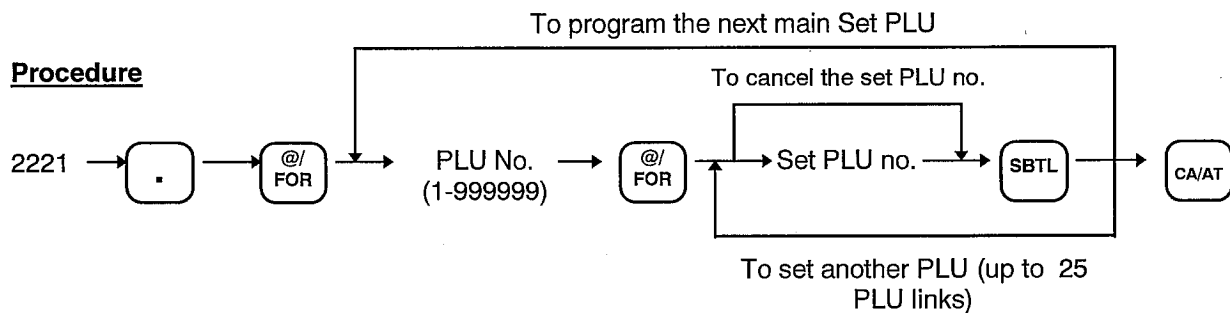 To program the next main Set PLU
Procedure
To cancel the set PLU no.
2221
.
@/
FOR
PLU No.
(1-999999)
@/
FOR
Set PLU no.
SBTL
CA/AT
To set another PLU (up to 25
PLU links)